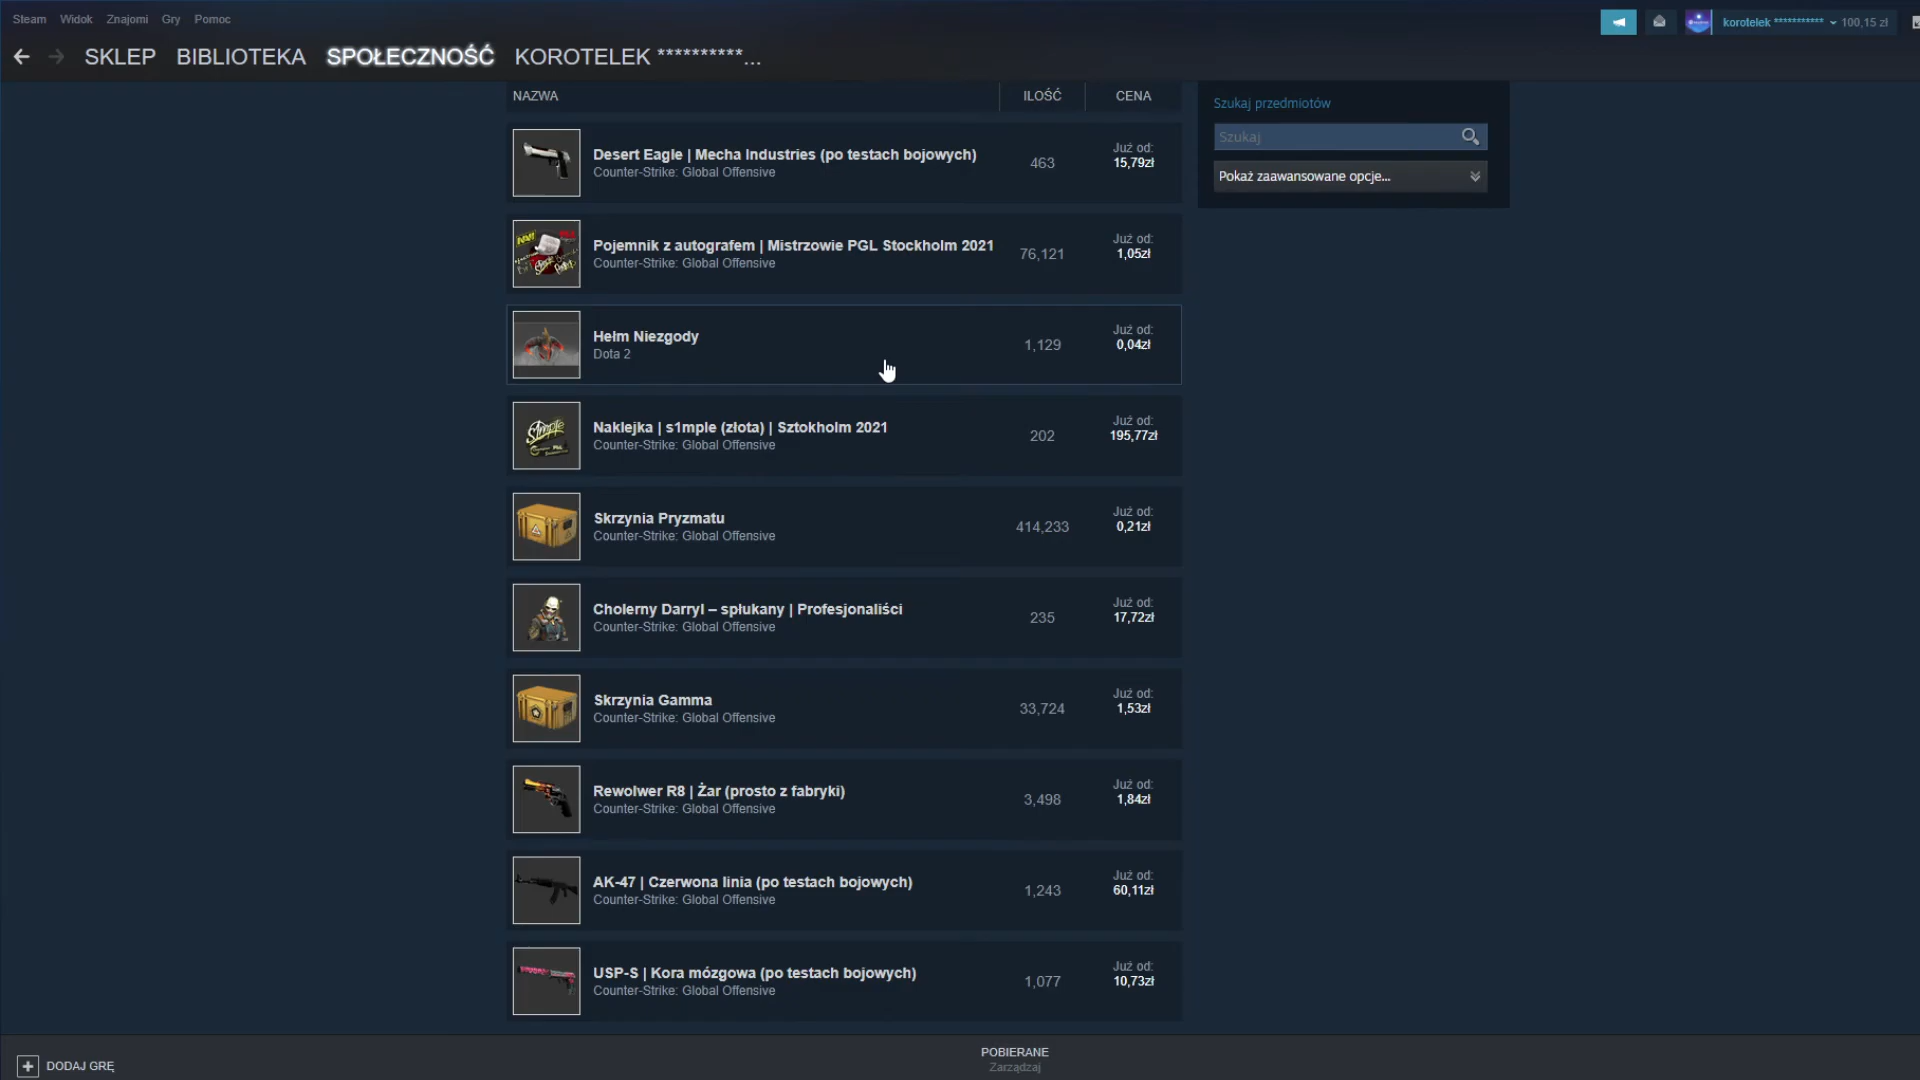 Steam Widok Znajomi Gry Pomoc
korotelek *********** 100,15 zł
SKLEP BIBLIOTEKA SPOŁECZNOŚĆ KOROTELEK **********...
NAZWA ILOŚĆ CENA
Desert Eagle | Mecha Industries (po testach bojowych)
Counter-Strike: Global Offensive
463
Już od:
15,79zł
Pojemnik z autografem | Mistrzowie PGL Stockholm 2021
Counter-Strike: Global Offensive
76,121
Już od:
1,05zł
Hełm Niezgody
Dota 2
1,129
Już od:
0,04zł
Naklejka | s1mple (złota) | Sztokholm 2021
Counter-Strike: Global Offensive
202
Już od:
195,77zł
Skrzynia Pryzmatu
Counter-Strike: Global Offensive
414,233
Już od:
0,21zł
Cholerny Darryl – spłukany | Profesjonaliści
Counter-Strike: Global Offensive
235
Już od:
17,72zł
Skrzynia Gamma
Counter-Strike: Global Offensive
33,724
Już od:
1,53zł
Rewolwer R8 | Żar (prosto z fabryki)
Counter-Strike: Global Offensive
3,498
Już od:
1,84zł
AK-47 | Czerwona linia (po testach bojowych)
Counter-Strike: Global Offensive
1,243
Już od:
60,11zł
USP-S | Kora mózgowa (po testach bojowych)
Counter-Strike: Global Offensive
1,077
Już od:
10,73zł
Szukaj przedmiotów
Szukaj
Pokaż zaawansowane opcje...
DODAJ GRĘ
POBIERANE
Zarządzaj